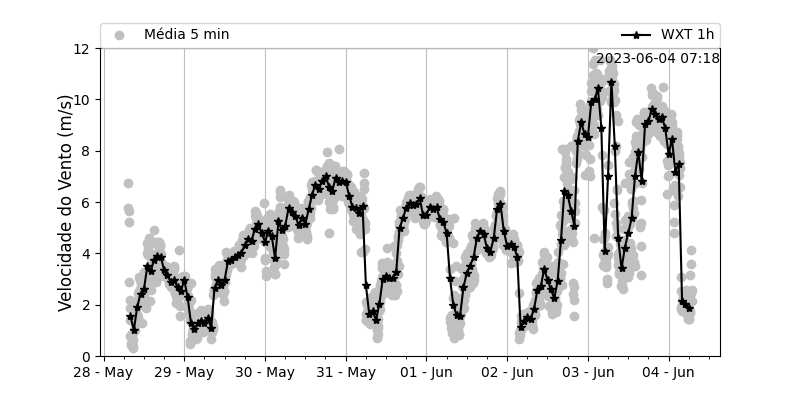 Média 5 min
WXT 1h
2023-06-04 07:18
Velocidade do Vento (m/s)
12
10
8
6
4
2
0
28 - May
29 - May
30 - May
31 - May
01 - Jun
02 - Jun
03 - Jun
04 - Jun